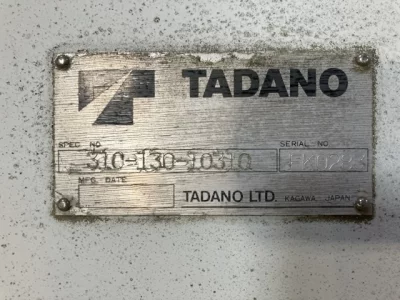 TADANO
SPEC. NO. SERIAL NO.
310-130-10310
MFG. DATE
TADANO LTD. KAGAWA, JAPAN